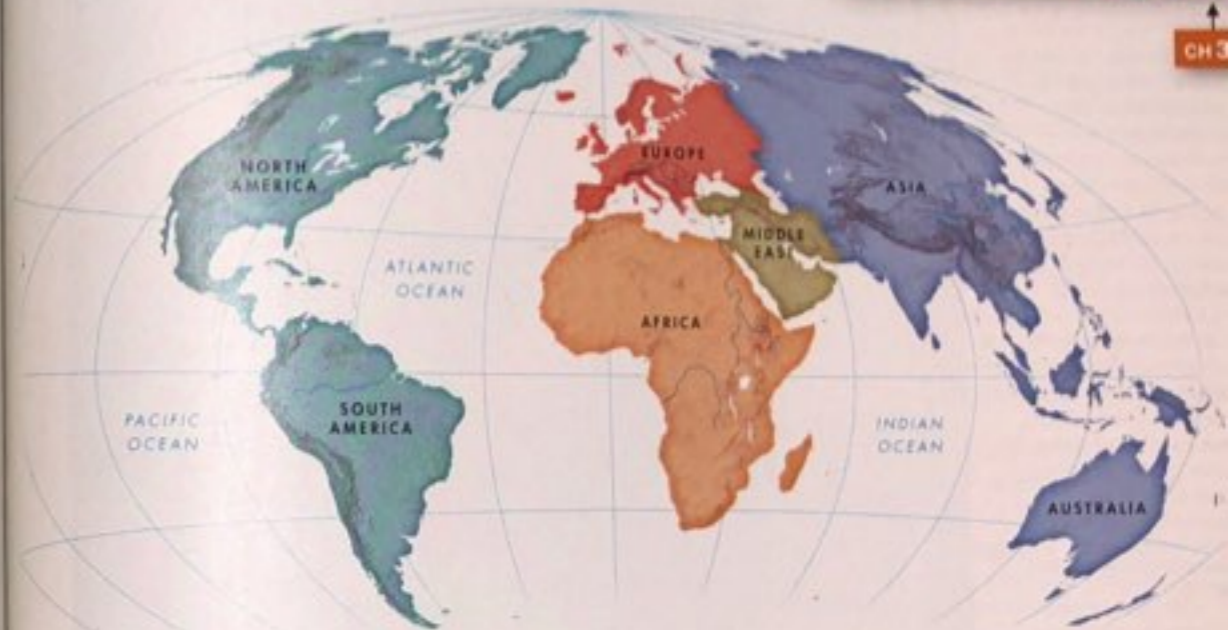 CH 3
NORTH
AMERICA
EUROPE
ASIA
MIDDLE
EAST
ATLANTIC
OCEAN
AFRICA
SOUTH
AMERICA
PACIFIC
OCEAN
INDIAN
OCEAN
AUSTRALIA